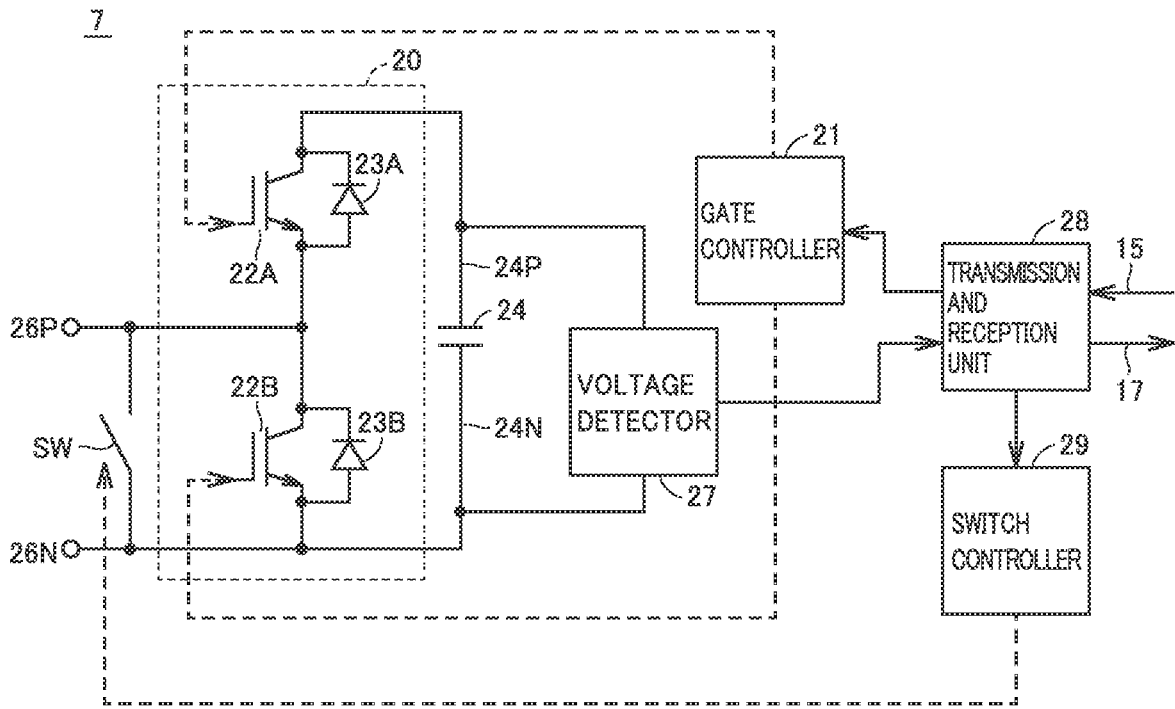 7
20
21
23A
GATE
CONTROLLER
28
22A
24P
15
TRANSMISSION
AND
RECEPTION
UNIT
26P
24
17
22B
VOLTAGE
DETECTOR
23B
SW
24N
29
27
26N
SWITCH
CONTROLLER